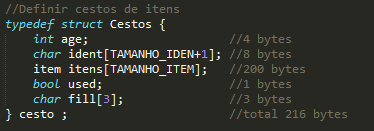 //Definir cestos de itens
typedef struct Cestos {
    int age;                     //4 bytes
    char ident[TAMANHO_IDEN+1]; //8 bytes
    item itens[TAMANHO_ITEM];    //200 bytes
    bool used;                   //1 bytes
    char fill[3];                //3 bytes
} cesto ;                        //total 216 bytes